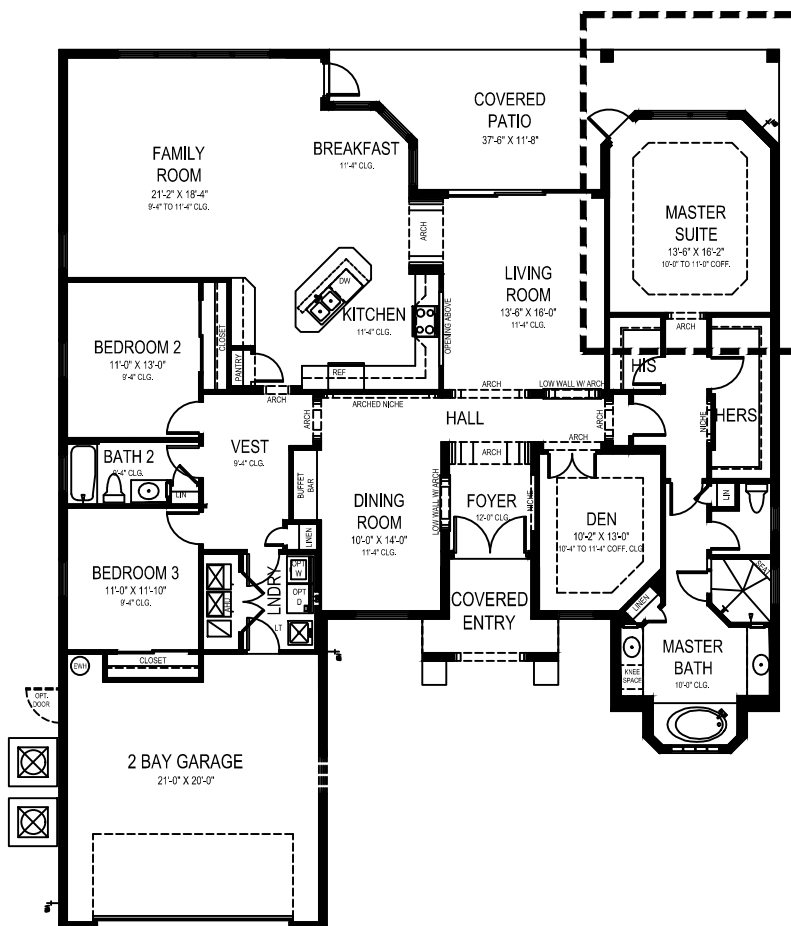 COVERED
PATIO
37'-6" X 11'-8"
FAMILY
ROOM
21'-2" X 18'-4"
9'-4" TO 11'-4" CLG.
BREAKFAST
11'-4" CLG.
MASTER
SUITE
13'-6" X 16'-2"
10'-0" TO 11'-0" COFF.
ARCH
DW
KITCHEN
11'-4" CLG.
LIVING
ROOM
13'-6" X 16'-0"
11'-4" CLG.
OPENING ABOVE
ARCH
BEDROOM 2
11'-0" X 13'-0"
9'-4" CLG.
CLOSET
PANTRY
REF
HIS
HERS
NICHE
ARCH
ARCHED NICHE
ARCH
LOW WALL W/ ARCH
ARCH
HALL
ARCH
ARCH
ARCH
VEST
9'-4" CLG.
BATH 2
9'-4" CLG.
LIN
BUFFET
BAR
DINING
ROOM
10'-0" X 14'-0"
11'-4" CLG.
LOW WALL W/ ARCH
FOYER
12'-0" CLG.
NICHE
DEN
10'-2" X 13'-0"
10'-4" TO 11'-4" COFF. CLG
LIN
SEAT
LINEN
BEDROOM 3
11'-0" X 11'-10"
9'-4" CLG.
AHU
LNDRY
OPT
W
OPT
D
LT
COVERED
ENTRY
LINEN
MASTER
BATH
10'-0" CLG.
KNEE
SPACE
EWH
CLOSET
OPT.
DOOR
2 BAY GARAGE
21'-0" X 20'-0"